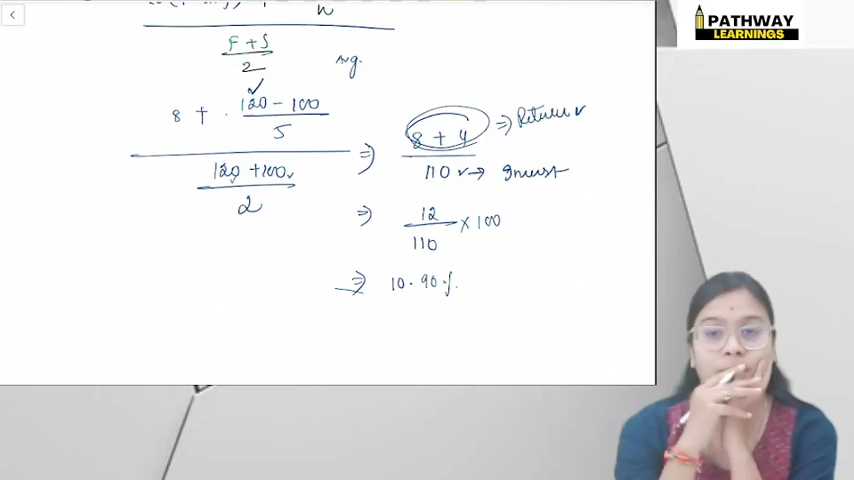 n
F + S
2
Avg.
8 + 120 - 100
5
120 + 100
2
⇒ 8 + 4 ⇒ Return ✓
110 → Invest
⇒ 12 × 100
110
⇒ 10.90%
PATHWAY
LEARNINGS